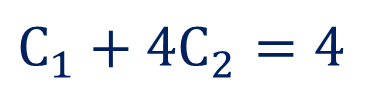 C₁ + 4C₂ = 4